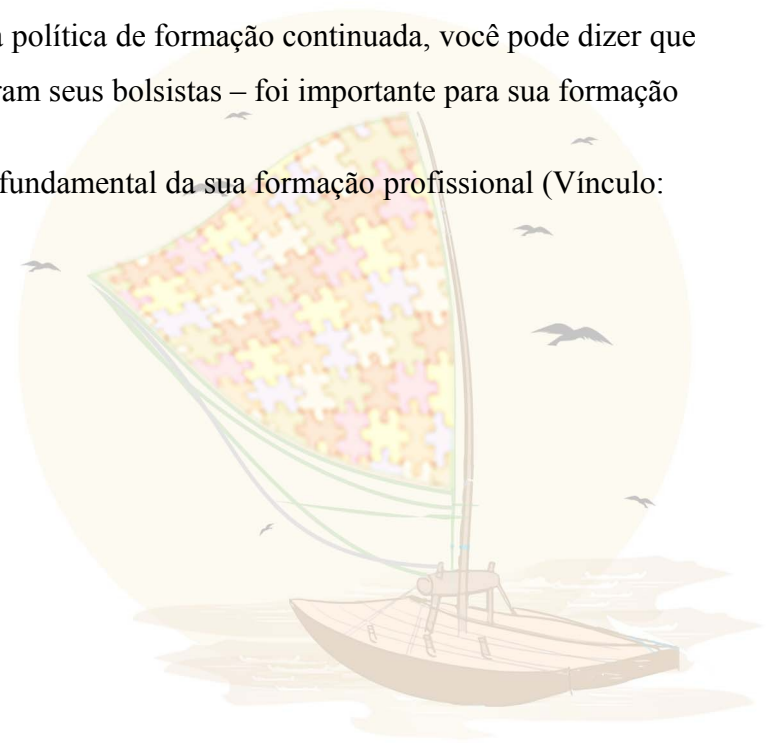 política de formação continuada, você pode dizer que
seus bolsistas – foi importante para sua formação
fundamental da sua formação profissional (Vínculo: